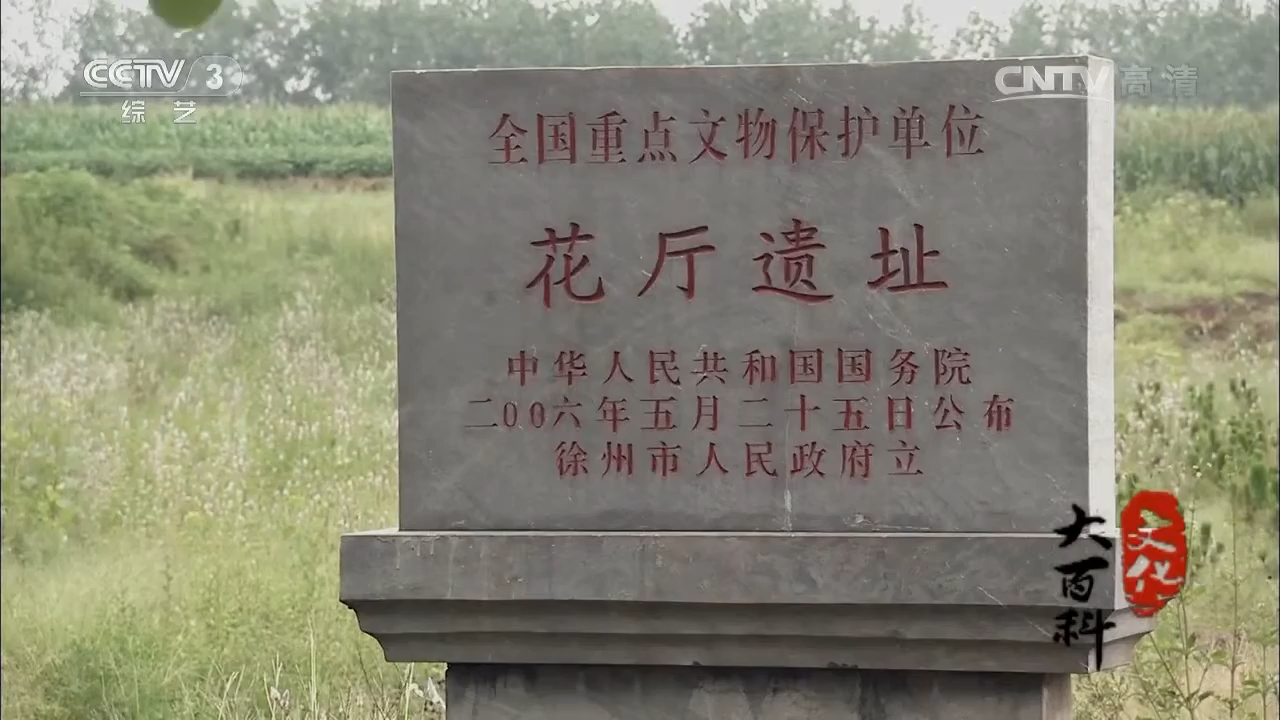 CCTV 3
综艺
CNTV 高清
全国重点文物保护单位
花厅遗址
中华人民共和国国务院
二00六年五月二十五日公布
徐州市人民政府立
文化
大百科